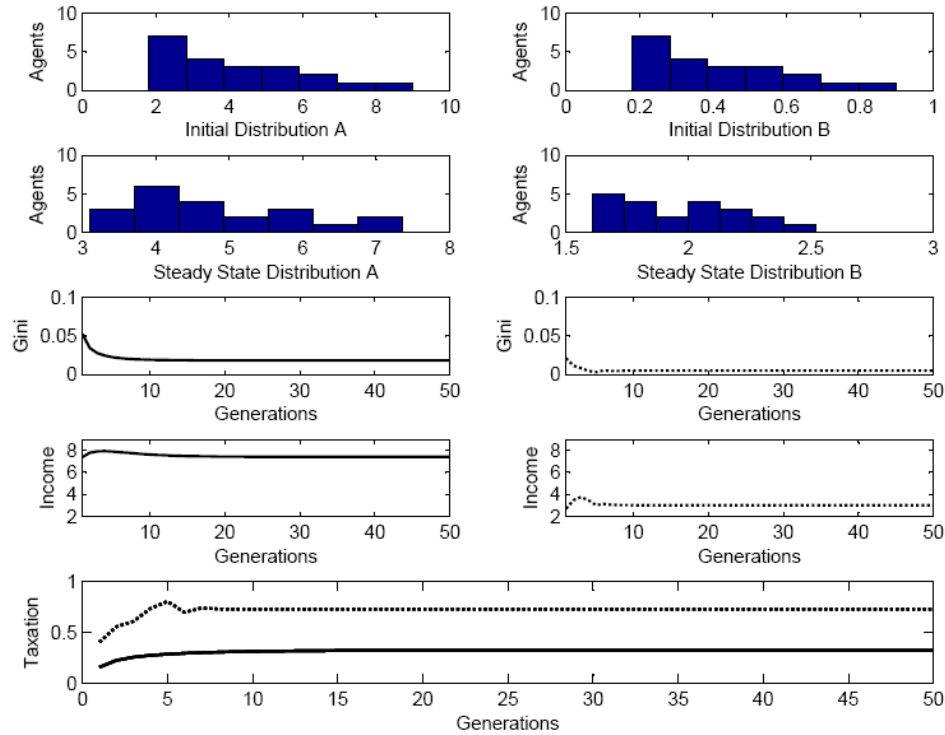 10
5
0
Agents
0 2 4 6 8 10
Initial Distribution A
10
5
0
Agents
0 0.2 0.4 0.6 0.8 1
Initial Distribution B
10
5
0
Agents
3 4 5 6 7 8
Steady State Distribution A
10
5
0
Agents
1.5 2 2.5 3
Steady State Distribution B
0.1
0.05
0
Gini
10 20 30 40 50
Generations
0.1
0.05
0
Gini
10 20 30 40 50
Generations
8
6
4
2
Income
10 20 30 40 50
Generations
8
6
4
2
Income
10 20 30 40 50
Generations
1
0.5
0
Taxation
0 5 10 15 20 25 30 35 40 45 50
Generations